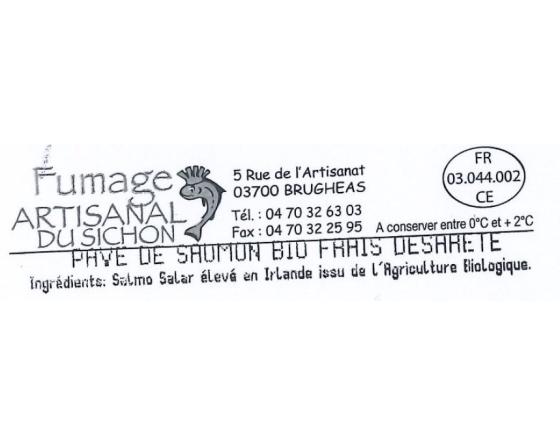 Fumage
ARTISANAL
DU SICHON
5 Rue de l'Artisanat
03700 BRUGHEAS
Tél. : 04 70 32 63 03
Fax : 04 70 32 25 95
FR
03.044.002
CE
A conserver entre 0°C et + 2°C
PAVE DE SAUMON BIO FRAIS DESARETE
Ingrédients: Salmo Salar élevé en Irlande issu de l'Agriculture Biologique.